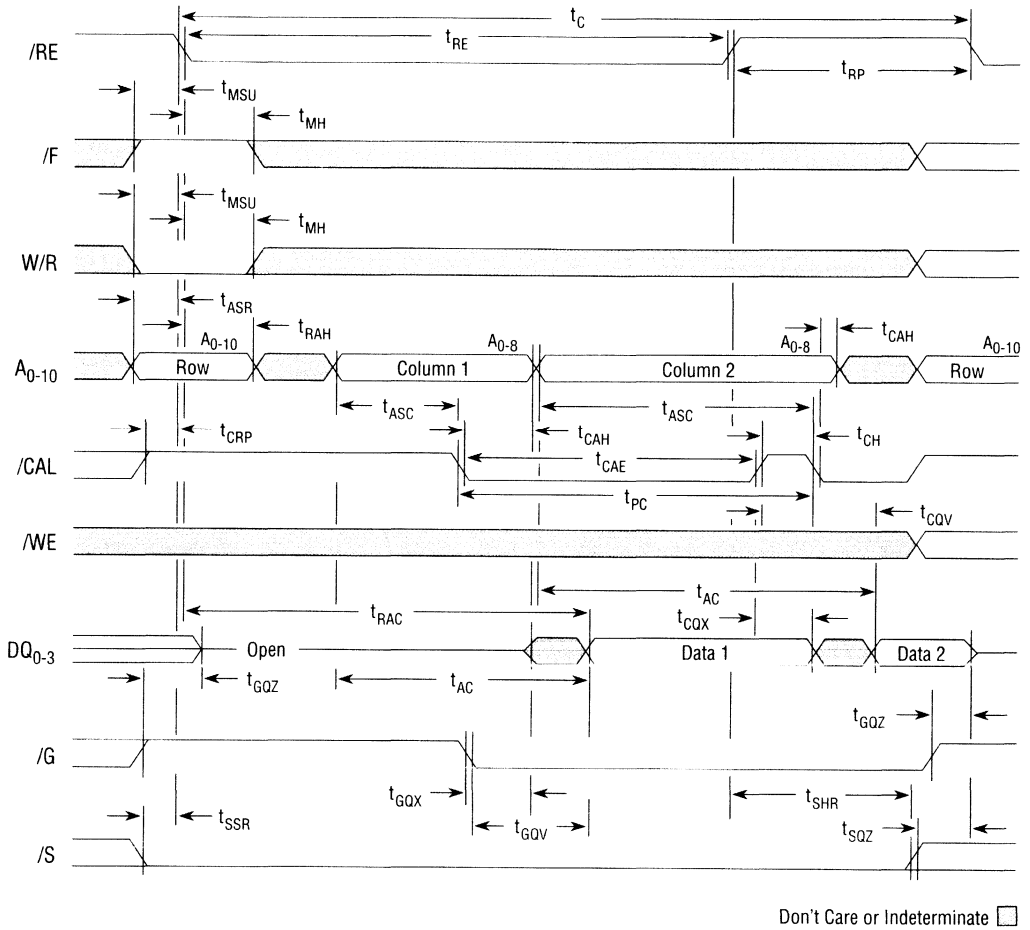 t_C
/RE
t_RE
t_RP
t_MSU
t_MH
/F
t_MSU
t_MH
W/R
t_ASR
t_RAH
A_0-10
A_0-8
A_0-8
t_CAH
A_0-10
A_0-10
Row
Column 1
Column 2
Row
t_ASC
t_ASC
t_CRP
t_CAH
t_CH
/CAL
t_CAE
t_PC
t_CQV
/WE
t_AC
t_RAC
t_CQX
DQ_0-3
Open
Data 1
Data 2
t_GQZ
t_AC
t_GQZ
/G
t_GQX
t_SHR
t_SSR
t_GQV
t_SQZ
/S
Don't Care or Indeterminate